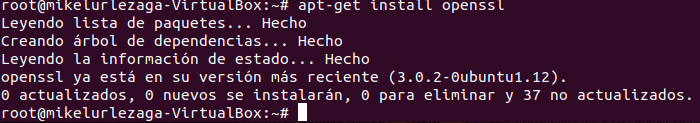 root@mikelurlezaga-VirtualBox:~# apt-get install openssl
Leyendo lista de paquetes... Hecho
Creando árbol de dependencias... Hecho
Leyendo la información de estado... Hecho
openssl ya está en su versión más reciente (3.0.2-0ubuntu1.12).
0 actualizados, 0 nuevos se instalarán, 0 para eliminar y 37 no actualizados.
root@mikelurlezaga-VirtualBox:~#